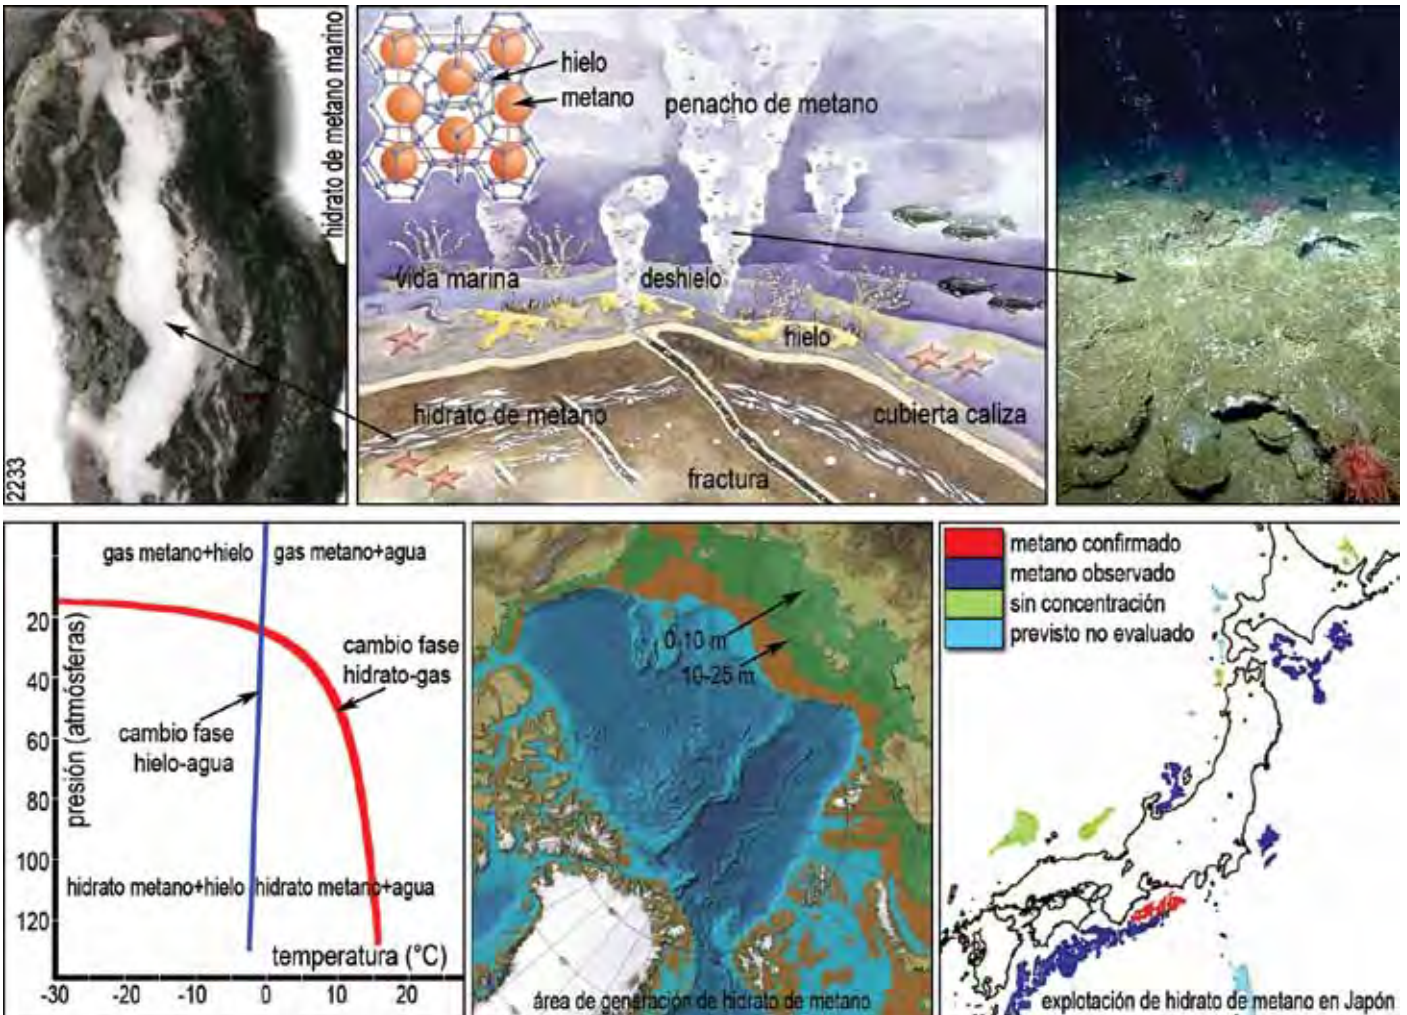 hidrato de metano marino
2233
hielo
metano
penacho de metano
vida marina
deshielo
hielo
hidrato de metano
cubierta caliza
fractura
gas metano+hielo
gas metano+agua
presión (atmósferas)
20
40
60
80
100
120
cambio fase
hidrato-gas
cambio fase
hielo-agua
hidrato metano+hielo
hidrato metano+agua
temperatura (°C)
-30
-20
-10
0
10
20
0,10 m
10-25 m
área de generación de hidrato de metano
metano confirmado
metano observado
sin concentración
previsto no evaluado
explotación de hidrato de metano en Japón